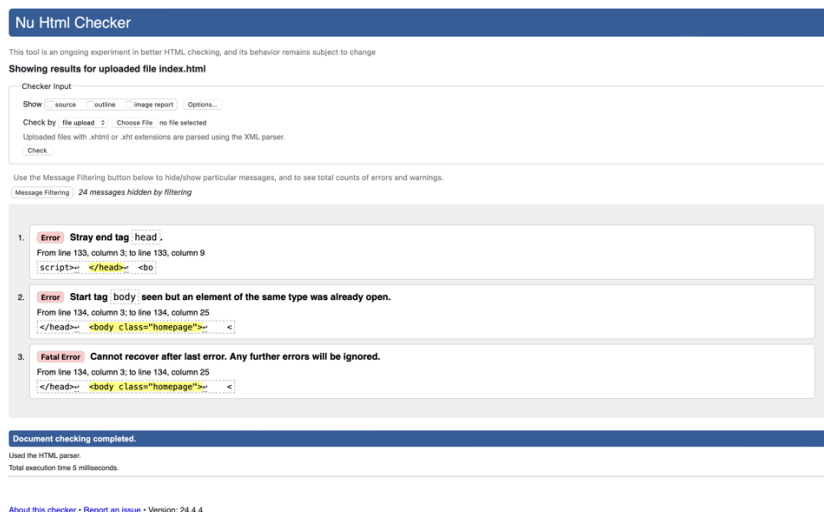 Nu Html Checker
This tool is an ongoing experiment in better HTML checking, and its behavior remains subject to change
Showing results for uploaded file index.html
Checker Input
Show source outline image report Options...
Check by file upload Choose File no file selected
Uploaded files with .xhtml or .xht extensions are parsed using the XML parser.
Check
Use the Message Filtering button below to hide/show particular messages, and to see total counts of errors and warnings.
Message Filtering 24 messages hidden by filtering
1. Error Stray end tag head.
From line 133, column 3; to line 133, column 9
script>↩ </head>↩ <bo
2. Error Start tag body seen but an element of the same type was already open.
From line 134, column 3; to line 134, column 25
</head>↩ <body class="homepage">↩ <
3. Fatal Error Cannot recover after last error. Any further errors will be ignored.
From line 134, column 3; to line 134, column 25
</head>↩ <body class="homepage">↩ <
Document checking completed.
Used the HTML parser.
Total execution time 5 milliseconds.
About this checker • Report an issue • Version: 24.4.4